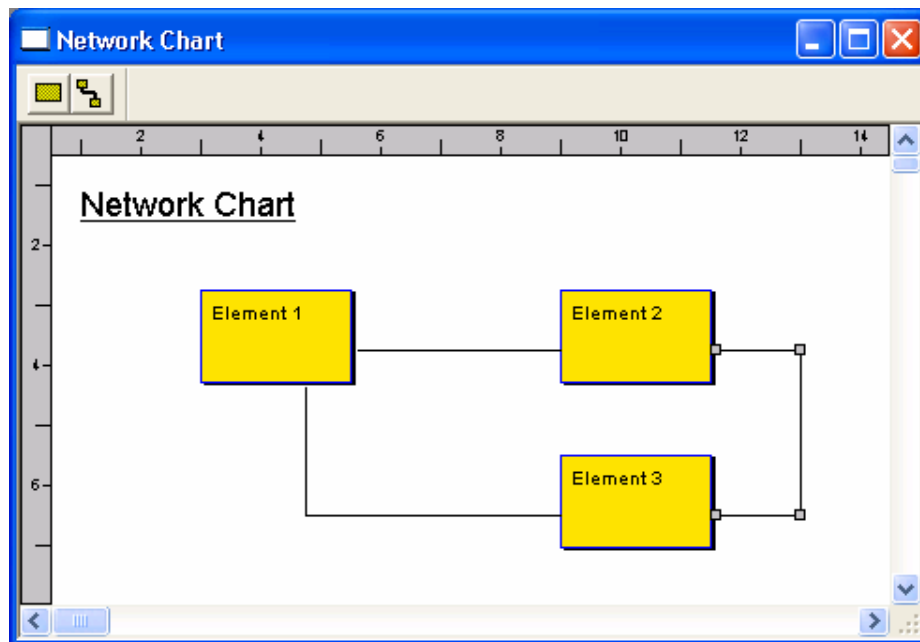 Network Chart
2 4 6 8 10 12 14
Network Chart
2
Element 1 Element 2
4
Element 3
6